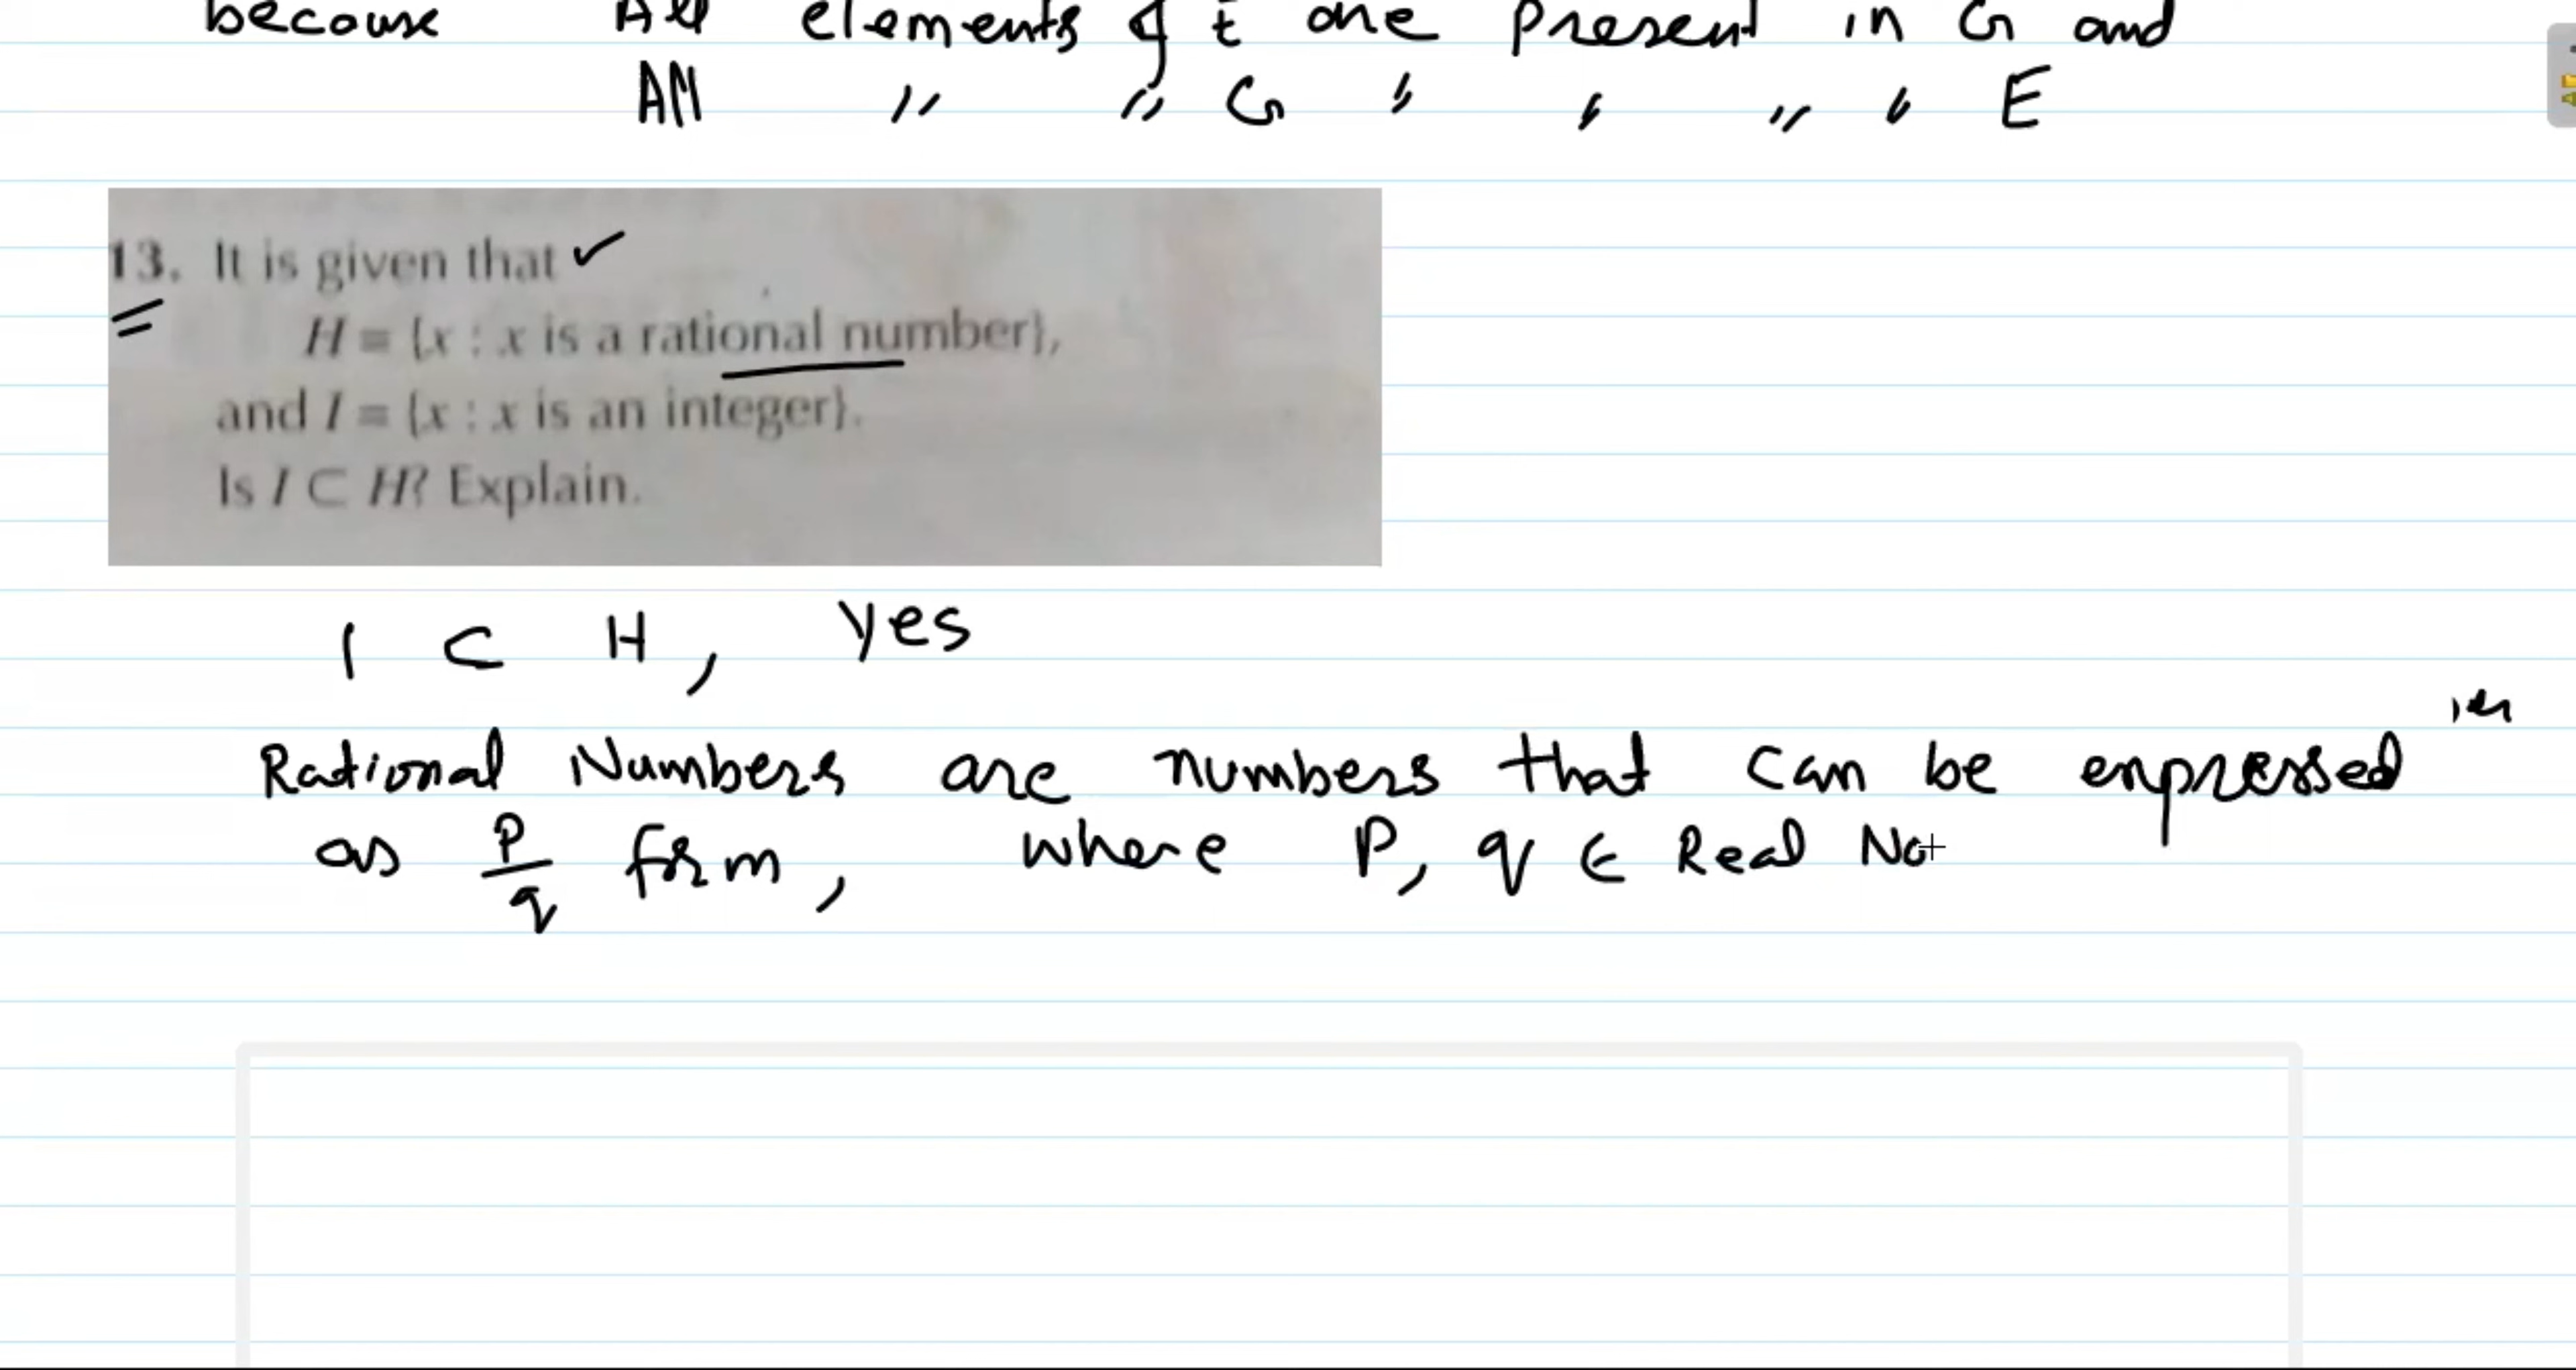 because All elements of E are present in G and
All " " G " " " " E
13. It is given that ✓
H = {x : x is a rational number},
and I = {x : x is an integer}.
Is I ⊂ H? Explain.
I ⊂ H, yes
Rational Numbers are numbers that can be expressed in
as p/q form, where P, q ∈ Real No